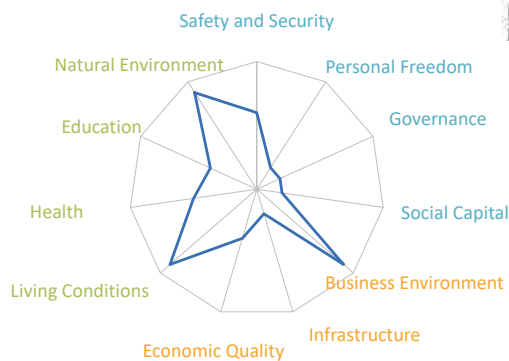 Safety and Security
Natural Environment
Personal Freedom
Education
Governance
Health
Social Capital
Living Conditions
Business Environment
Infrastructure
Economic Quality